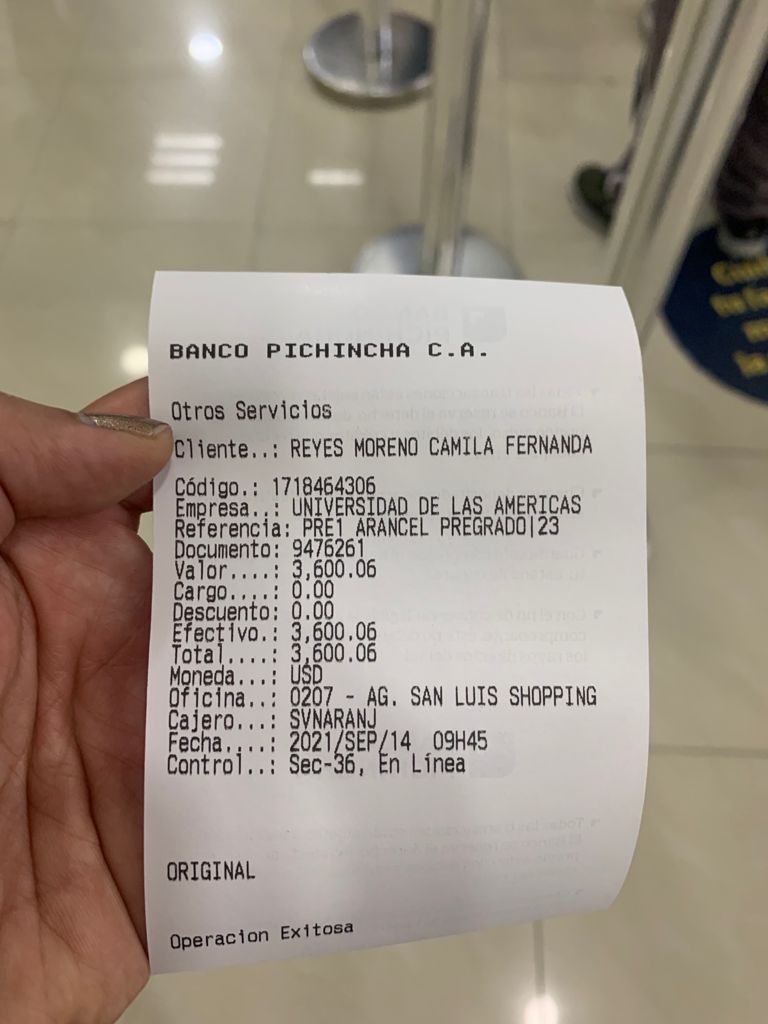 BANCO PICHINCHA C.A.
Otros Servicios
Cliente..: REYES MORENO CAMILA FERNANDA
Código.: 1718464306
Empresa..: UNIVERSIDAD DE LAS AMERICAS
Referencia: PRE1 ARANCEL PREGRADO|23
Documento: 9476261
Valor....: 3,600.06
Cargo....: 0.00
Descuento: 0.00
Efectivo.: 3,600.06
Total....: 3,600.06
Moneda...: USD
Oficina..: 0207 - AG. SAN LUIS SHOPPING
Cajero...: SVNARANJ
Fecha....: 2021/SEP/14 09H45
Control..: Sec-36, En Línea
ORIGINAL
Operacion Exitosa